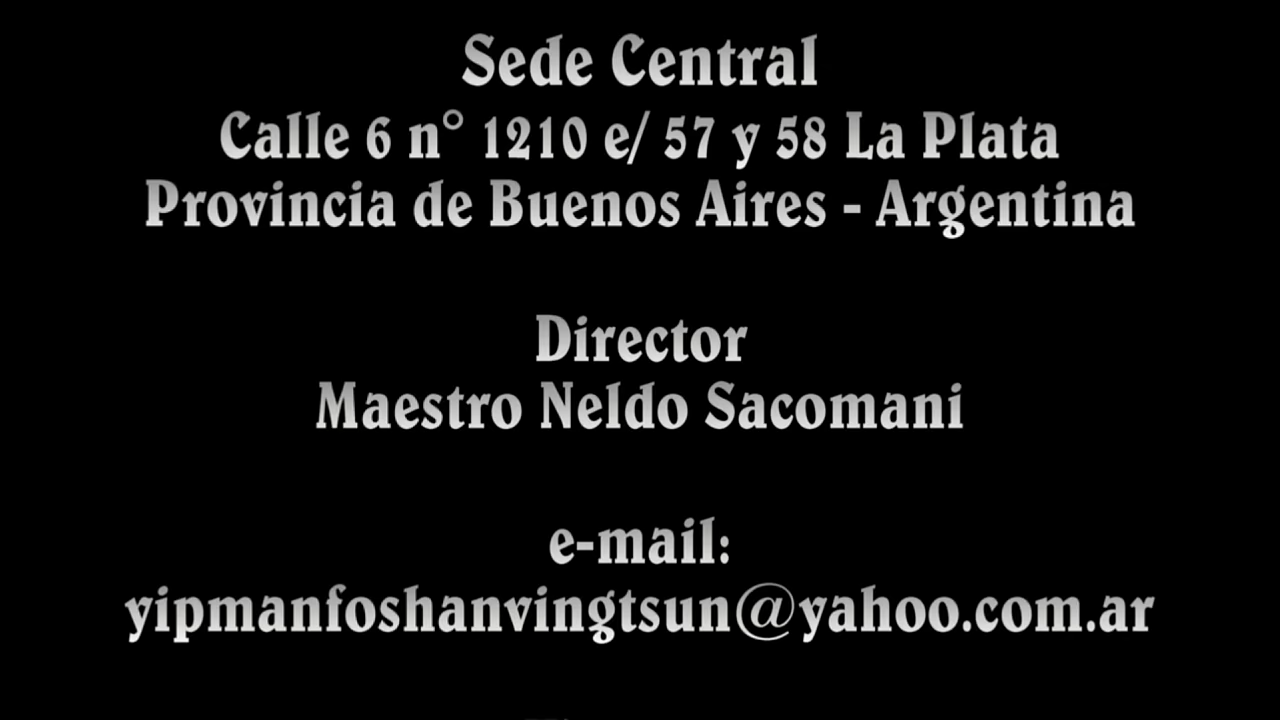 Sede Central
Calle 6 n° 1210 e/ 57 y 58 La Plata
Provincia de Buenos Aires - Argentina
Director
Maestro Neldo Sacomani
e-mail:
yipmanfoshanvingtsun@yahoo.com.ar